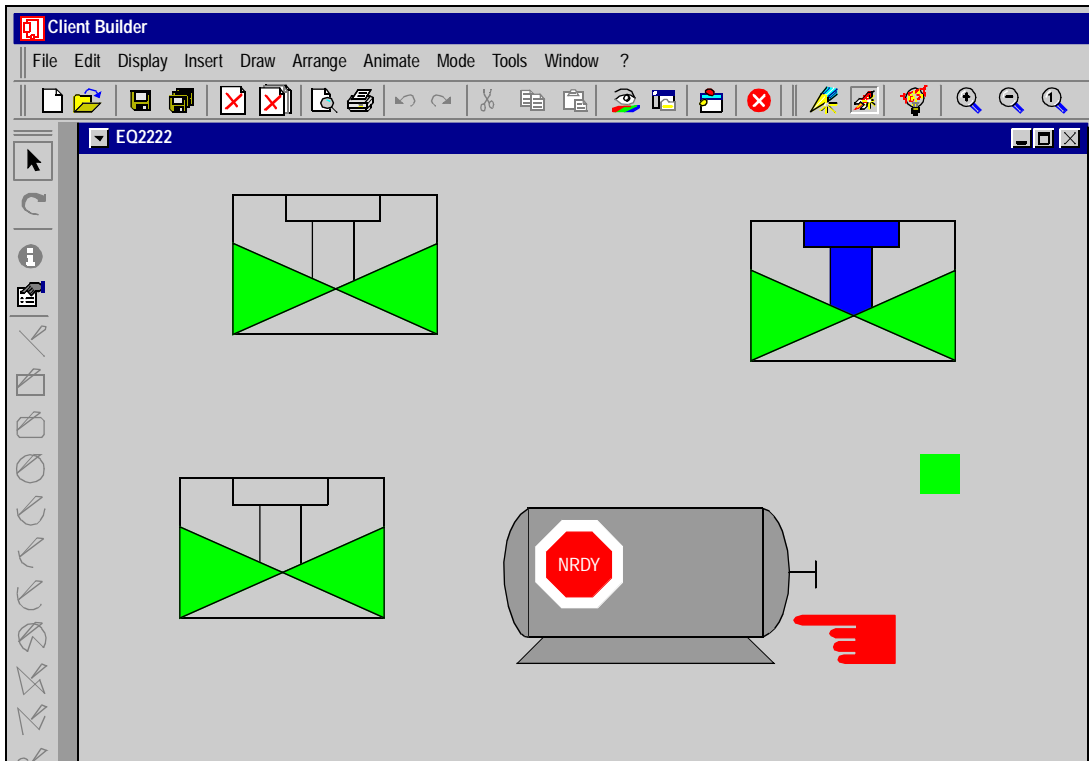 Client Builder
File Edit Display Insert Draw Arrange Animate Mode Tools Window ?
EQ2222
NRDY